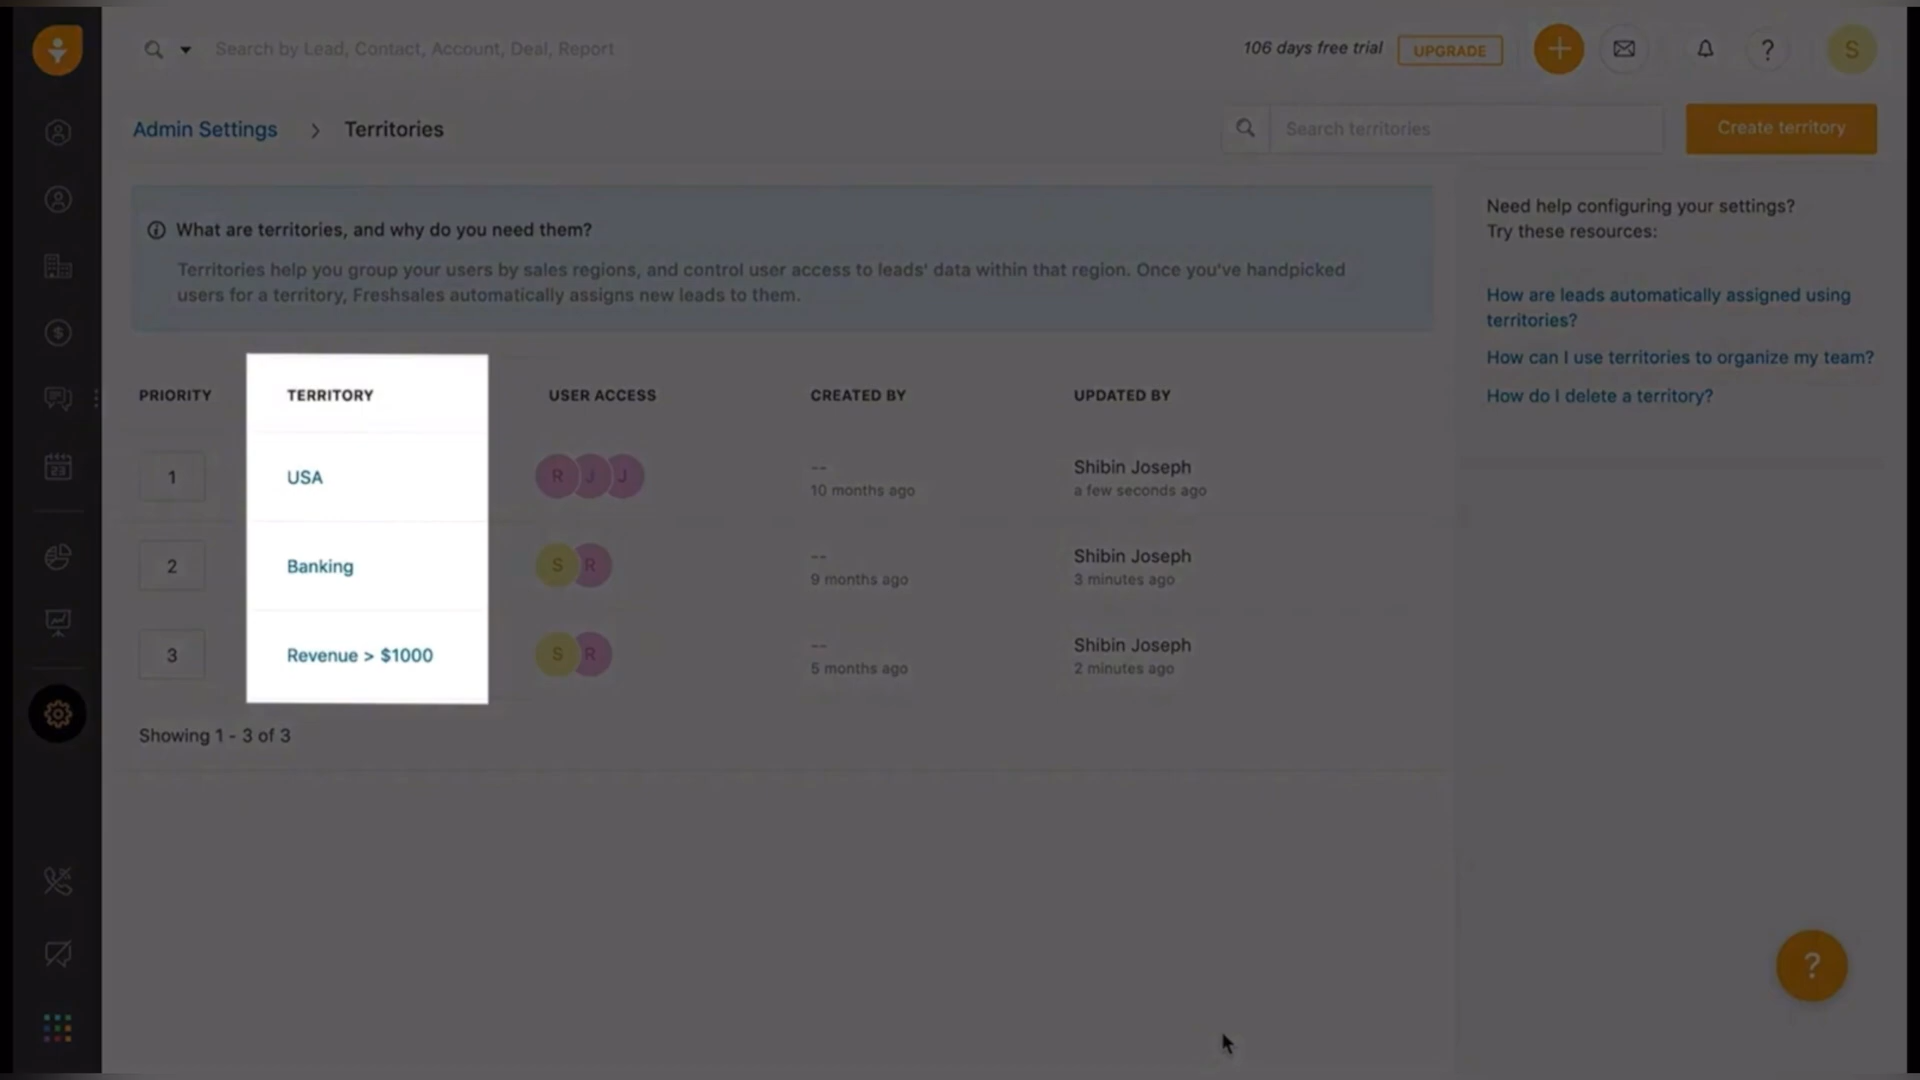 Search by Lead, Contact, Account, Deal, Report
106 days free trial
UPGRADE
S
Admin Settings > Territories
Search territories
Create territory
What are territories, and why do you need them?
Territories help you group your users by sales regions, and control user access to leads' data within that region. Once you've handpicked
users for a territory, Freshsales automatically assigns new leads to them.
Need help configuring your settings?
Try these resources:
How are leads automatically assigned using
territories?
How can I use territories to organize my team?
How do I delete a territory?
PRIORITY TERRITORY USER ACCESS CREATED BY UPDATED BY
1 USA R J J -- Shibin Joseph
10 months ago a few seconds ago
2 Banking S R -- Shibin Joseph
9 months ago 3 minutes ago
3 Revenue > $1000 S R -- Shibin Joseph
5 months ago 2 minutes ago
Showing 1 - 3 of 3
23
?
?